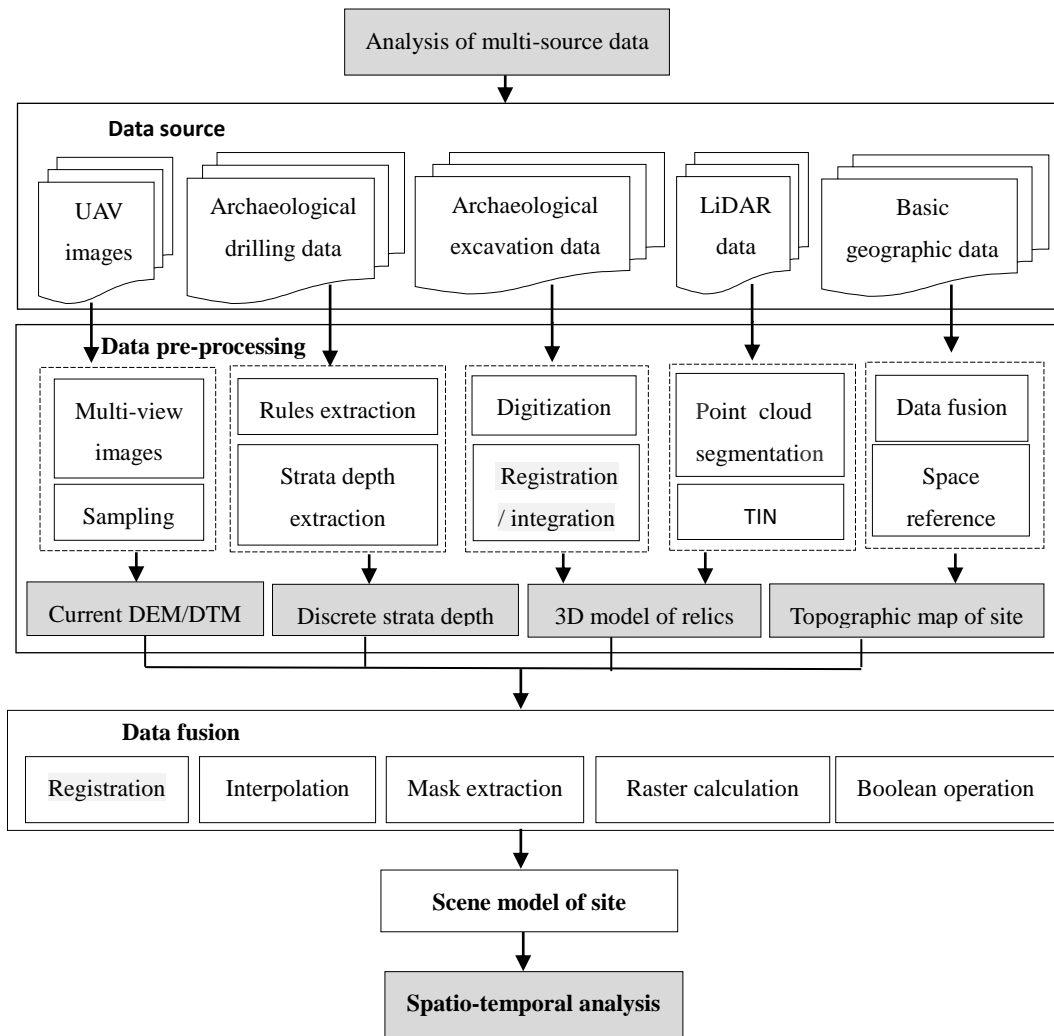 Analysis of multi-source data
Data source
UAV
images
Archaeological
drilling data
Archaeological
excavation data
LiDAR
data
Basic
geographic data
Data pre-processing
Multi-view
images
Sampling
Rules extraction
Strata depth
extraction
Digitization
Registration
/ integration
Point cloud
segmentation
TIN
Data fusion
Space
reference
Current DEM/DTM
Discrete strata depth
3D model of relics
Topographic map of site
Data fusion
Registration
Interpolation
Mask extraction
Raster calculation
Boolean operation
Scene model of site
Spatio-temporal analysis